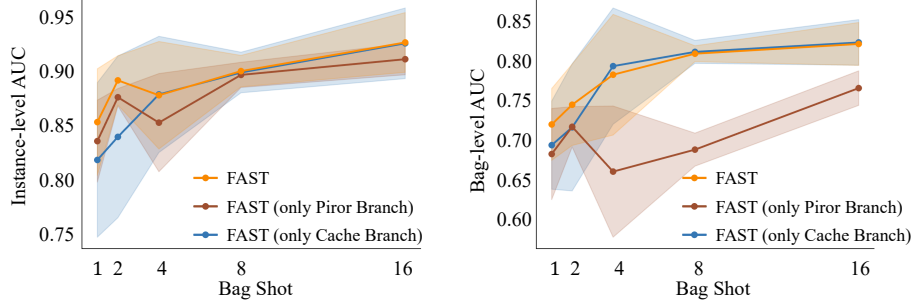 Instance-level AUC
0.95
0.90
0.85
0.80
0.75
FAST
FAST (only Piror Branch)
FAST (only Cache Branch)
1 2 4 8 16
Bag Shot
Bag-level AUC
0.85
0.80
0.75
0.70
0.65
0.60
FAST
FAST (only Piror Branch)
FAST (only Cache Branch)
1 2 4 8 16
Bag Shot